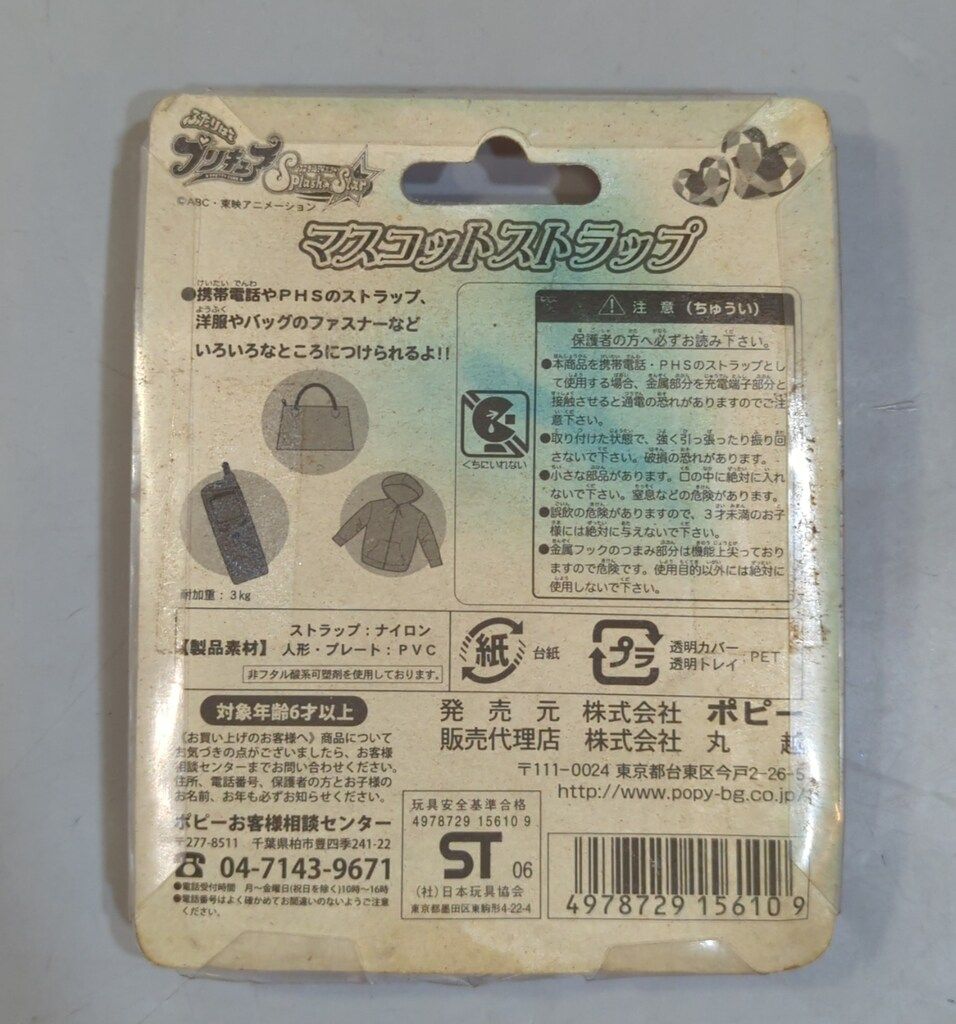 ふたりはプリキュア
Splash Star
©ABC・東映アニメーション
マスコットストラップ
●携帯電話やPHSのストラップ、
洋服やバッグのファスナーなど
いろいろなところにつけられるよ!!
耐加重：3kg
くちにいれない
注意（ちゅうい）
保護者の方へ必ずお読み下さい。
●本商品を携帯電話・PHSのストラップとし
て使用する場合、金属部分を充電端子部分と
接触させると通電の恐れがありますのでご注
意下さい。
●取り付けた状態で、強く引っ張ったり振り回
さないで下さい。破損の恐れがあります。
●小さな部品があります。口の中に絶対に入れ
ないで下さい。窒息などの危険があります。
●誤飲の危険がありますので、3才未満のお子
様には絶対に与えないで下さい。
●金属フックのつまみ部分は機能上尖っており
ますので危険です。使用目的以外には絶対に
使用しないで下さい。
【製品素材】
ストラップ：ナイロン
人形・プレート：PVC
非フタル酸系可塑剤を使用しております。
紙
台紙
プラ
透明カバー
透明トレイ：PET
対象年齢6才以上
《お買い上げのお客様へ》商品について
お気づきの点がございましたら、お客様
相談センターまでお問い合わせください。
住所、電話番号、保護者の方とお子様の
お名前、お年も必ずお知らせください。
ポピーお客様相談センター
〒277-8511 千葉県柏市豊四季241-22
☎ 04-7143-9671
●電話受付時間 月～金曜日(祝日を除く)10時～16時
●電話番号はよく確かめてお間違いのないようご注意
ください。
発売元 株式会社 ポピー
販売代理店 株式会社 丸越
〒111-0024 東京都台東区今戸2-26-5
http://www.popy-bg.co.jp/
玩具安全基準合格
4978729 15610 9
ST 06
(社)日本玩具協会
東京都墨田区東駒形4-22-4
4978729 15610 9